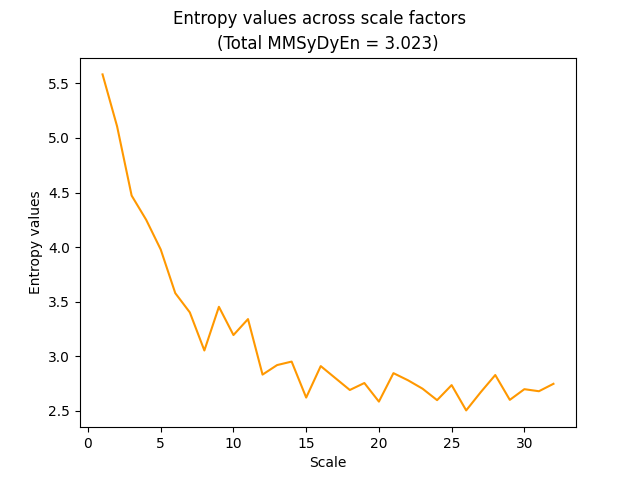 Entropy values across scale factors
(Total MMSyDyEn = 3.023)
5.5
5.0
4.5
4.0
3.5
3.0
2.5
Entropy values
0 5 10 15 20 25 30
Scale